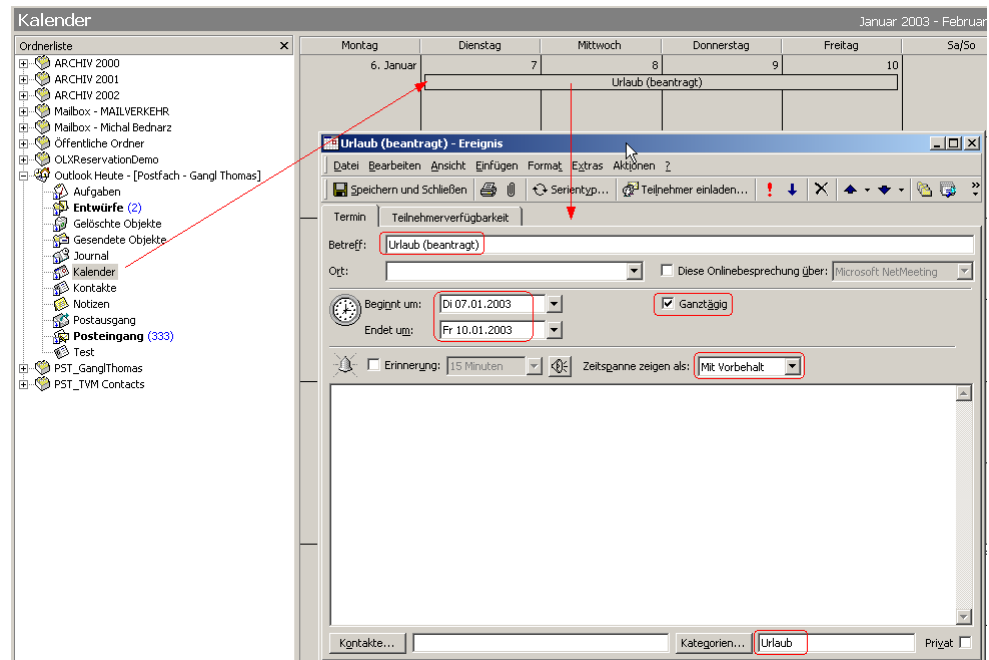 Kalender
Januar 2003 - Februar
Ordnerliste
ARCHIV 2000
ARCHIV 2001
ARCHIV 2002
Mailbox - MAILVERKEHR
Mailbox - Michal Bednarz
Öffentliche Ordner
OLXReservationDemo
Outlook Heute - [Postfach - Gangl Thomas]
Aufgaben
Entwürfe (2)
Gelöschte Objekte
Gesendete Objekte
Journal
Kalender
Kontakte
Notizen
Postausgang
Posteingang (333)
Test
PST_GanglThomas
PST_TVM Contacts
Montag Dienstag Mittwoch Donnerstag Freitag Sa/So
6. Januar 7 8 9 10
Urlaub (beantragt)
Urlaub (beantragt) - Ereignis
Datei Bearbeiten Ansicht Einfügen Format Extras Aktionen ?
Speichern und Schließen Serientyp... Teilnehmer einladen...
Termin Teilnehmerverfügbarkeit
Betreff: Urlaub (beantragt)
Ort: Diese Onlinebesprechung über: Microsoft NetMeeting
Beginnt um: Di 07.01.2003 Ganztägig
Endet um: Fr 10.01.2003
Erinnerung: 15 Minuten Zeitspanne zeigen als: Mit Vorbehalt
Kontakte... Kategorien... Urlaub Privat